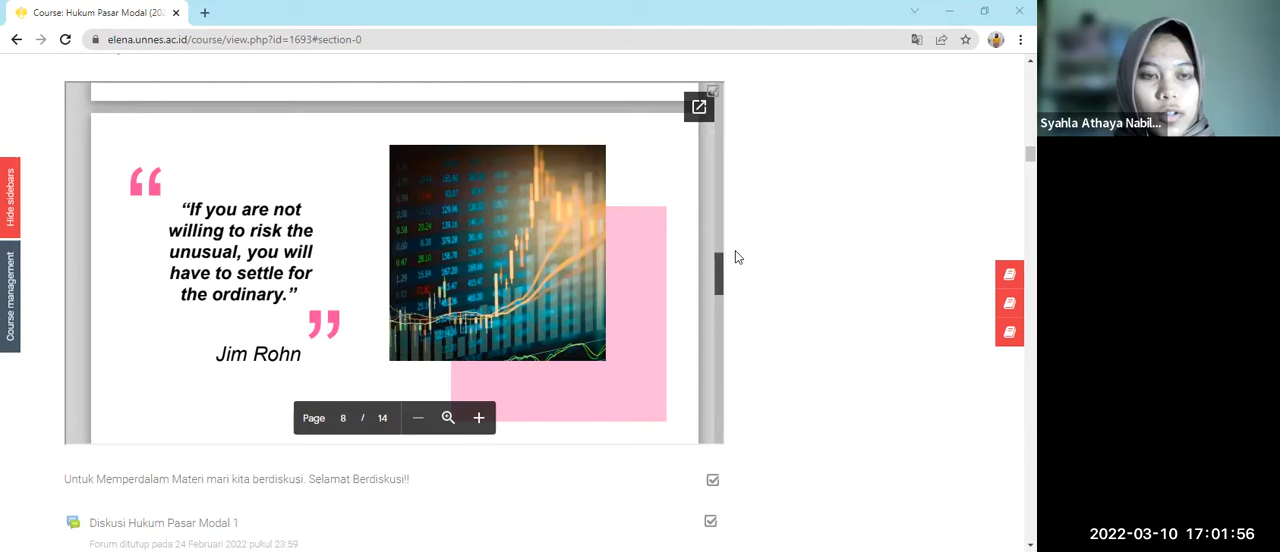 Course: Hukum Pasar Modal (202
elena.unnes.ac.id/course/view.php?id=1693#section-0
Syahla Athaya Nabil...
Hide sidebars
Course management
“If you are not
willing to risk the
unusual, you will
have to settle for
the ordinary.”
Jim Rohn
Page 8 / 14
Untuk Memperdalam Materi mari kita berdiskusi. Selamat Berdiskusi!!
Diskusi Hukum Pasar Modal 1
Forum ditutup pada 24 Februari 2022 pukul 23:59
2022-03-10 17:01:56